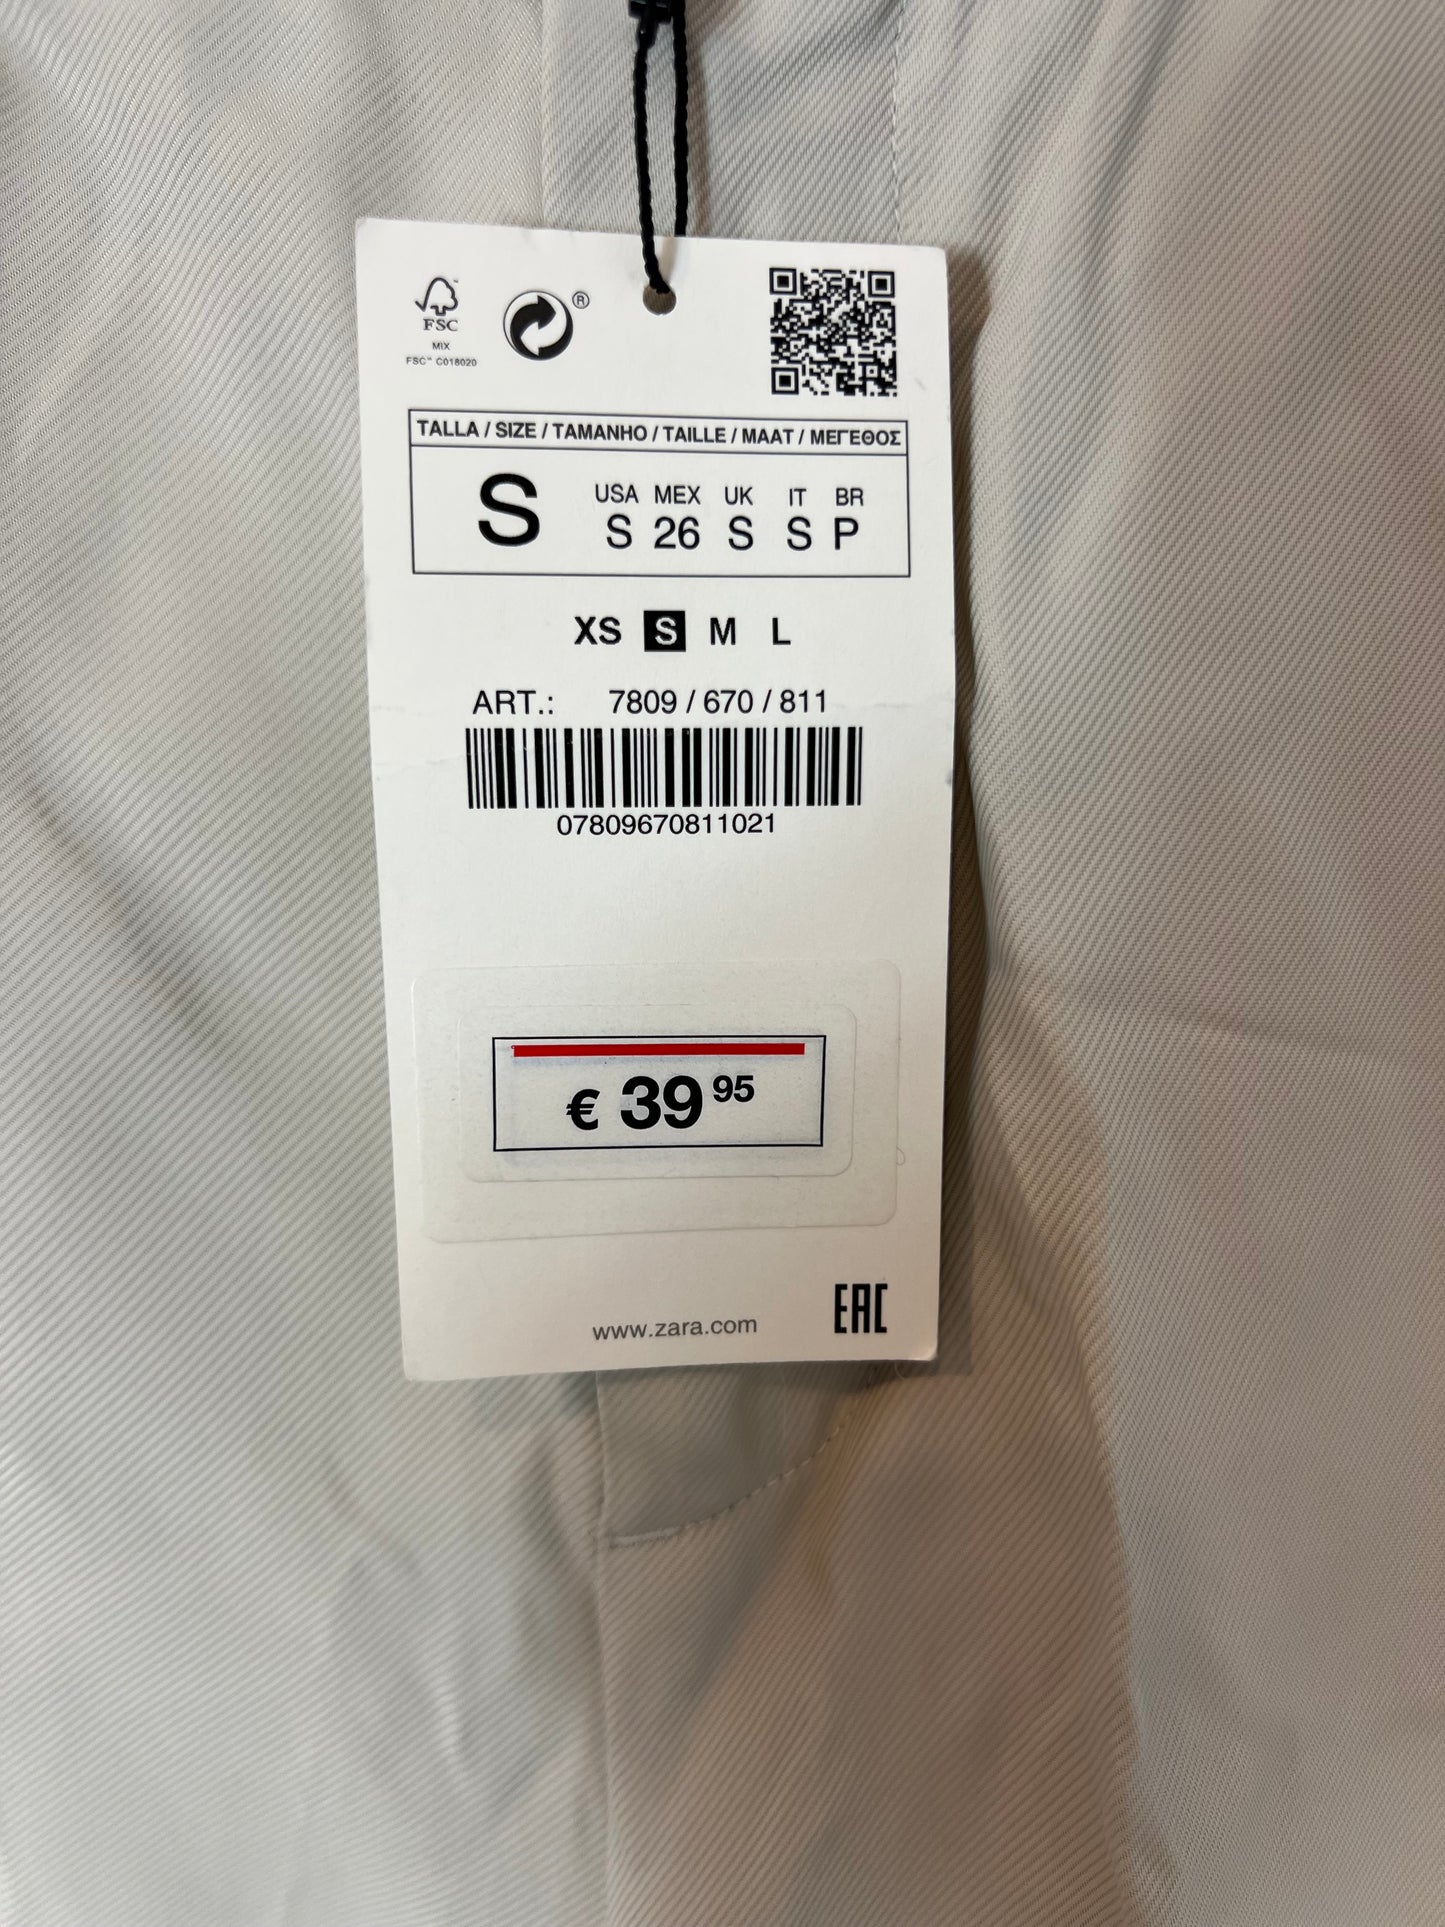 FSC
MIX
FSC™ C018020
®
TALLA / SIZE / TAMANHO / TAILLE / MAAT / ΜΕΓΕΘΟΣ
S
USA MEX UK IT BR
S 26 S S P
XS S M L
ART.: 7809 / 670 / 811
07809670811021
€ 39 95
www.zara.com
EAC